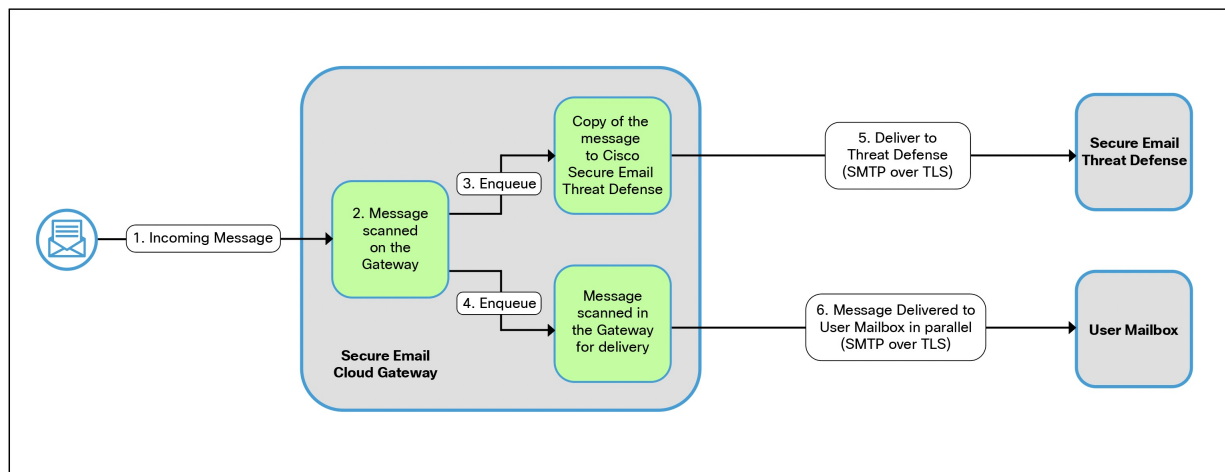 1. Incoming Message
2. Message
scanned
on the
Gateway
3. Enqueue
Copy of the
message
to Cisco
Secure Email
Threat Defense
4. Enqueue
Message
scanned in
the Gateway
for delivery
Secure Email
Cloud Gateway
5. Deliver to
Threat Defense
(SMTP over TLS)
Secure Email
Threat Defense
6. Message Delivered to
User Mailbox in parallel
(SMTP over TLS)
User Mailbox